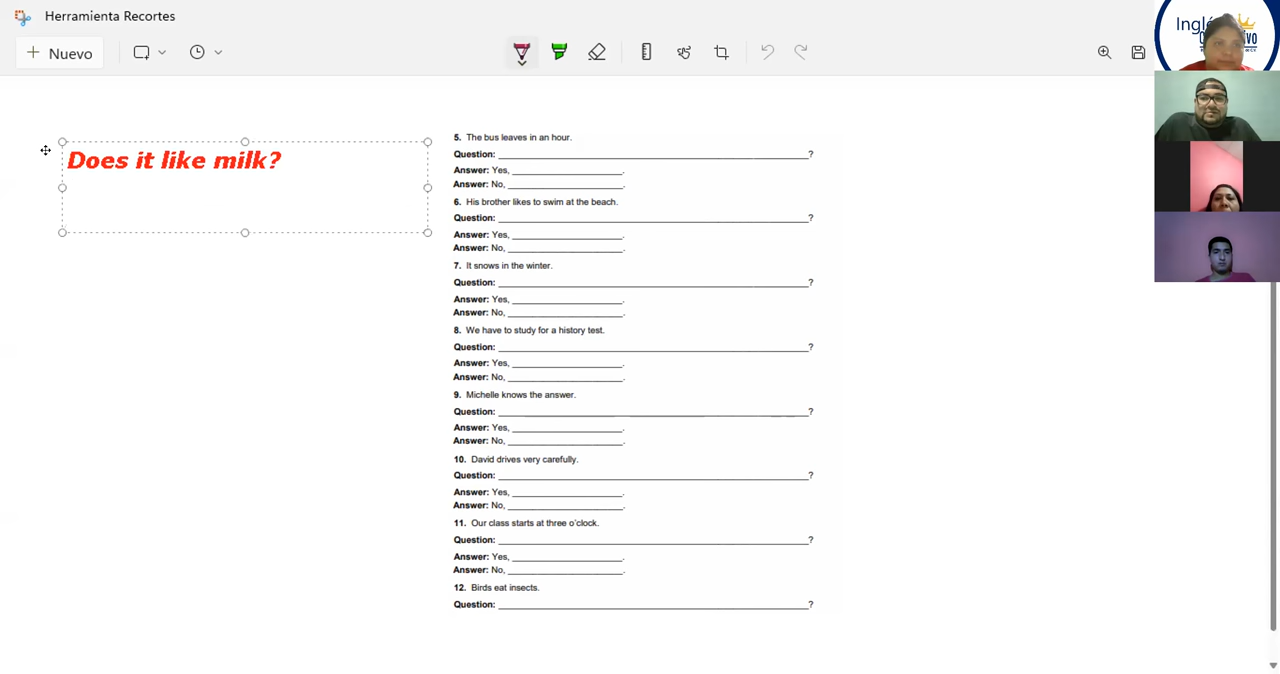 Herramienta Recortes
Nuevo
Does it like milk?
5. The bus leaves in an hour.
Question: ?
Answer: Yes, .
Answer: No, .
6. His brother likes to swim at the beach.
Question: ?
Answer: Yes, .
Answer: No, .
7. It snows in the winter.
Question: ?
Answer: Yes, .
Answer: No, .
8. We have to study for a history test.
Question: ?
Answer: Yes, .
Answer: No, .
9. Michelle knows the answer.
Question: ?
Answer: Yes, .
Answer: No, .
10. David drives very carefully.
Question: ?
Answer: Yes, .
Answer: No, .
11. Our class starts at three o'clock.
Question: ?
Answer: Yes, .
Answer: No, .
12. Birds eat insects.
Question: ?